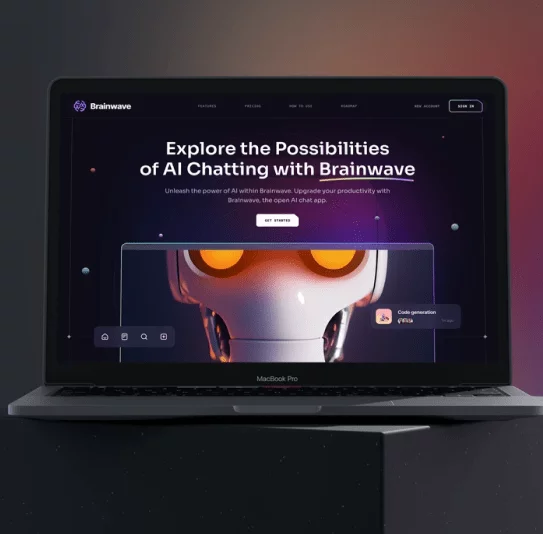 Brainwave
FEATURES PRICING HOW TO USE ROADMAP NEW ACCOUNT SIGN IN
Explore the Possibilities
of AI Chatting with Brainwave
Unleash the power of AI within Brainwave. Upgrade your productivity with
Brainwave, the open AI chat app.
GET STARTED
Code generation
MacBook Pro